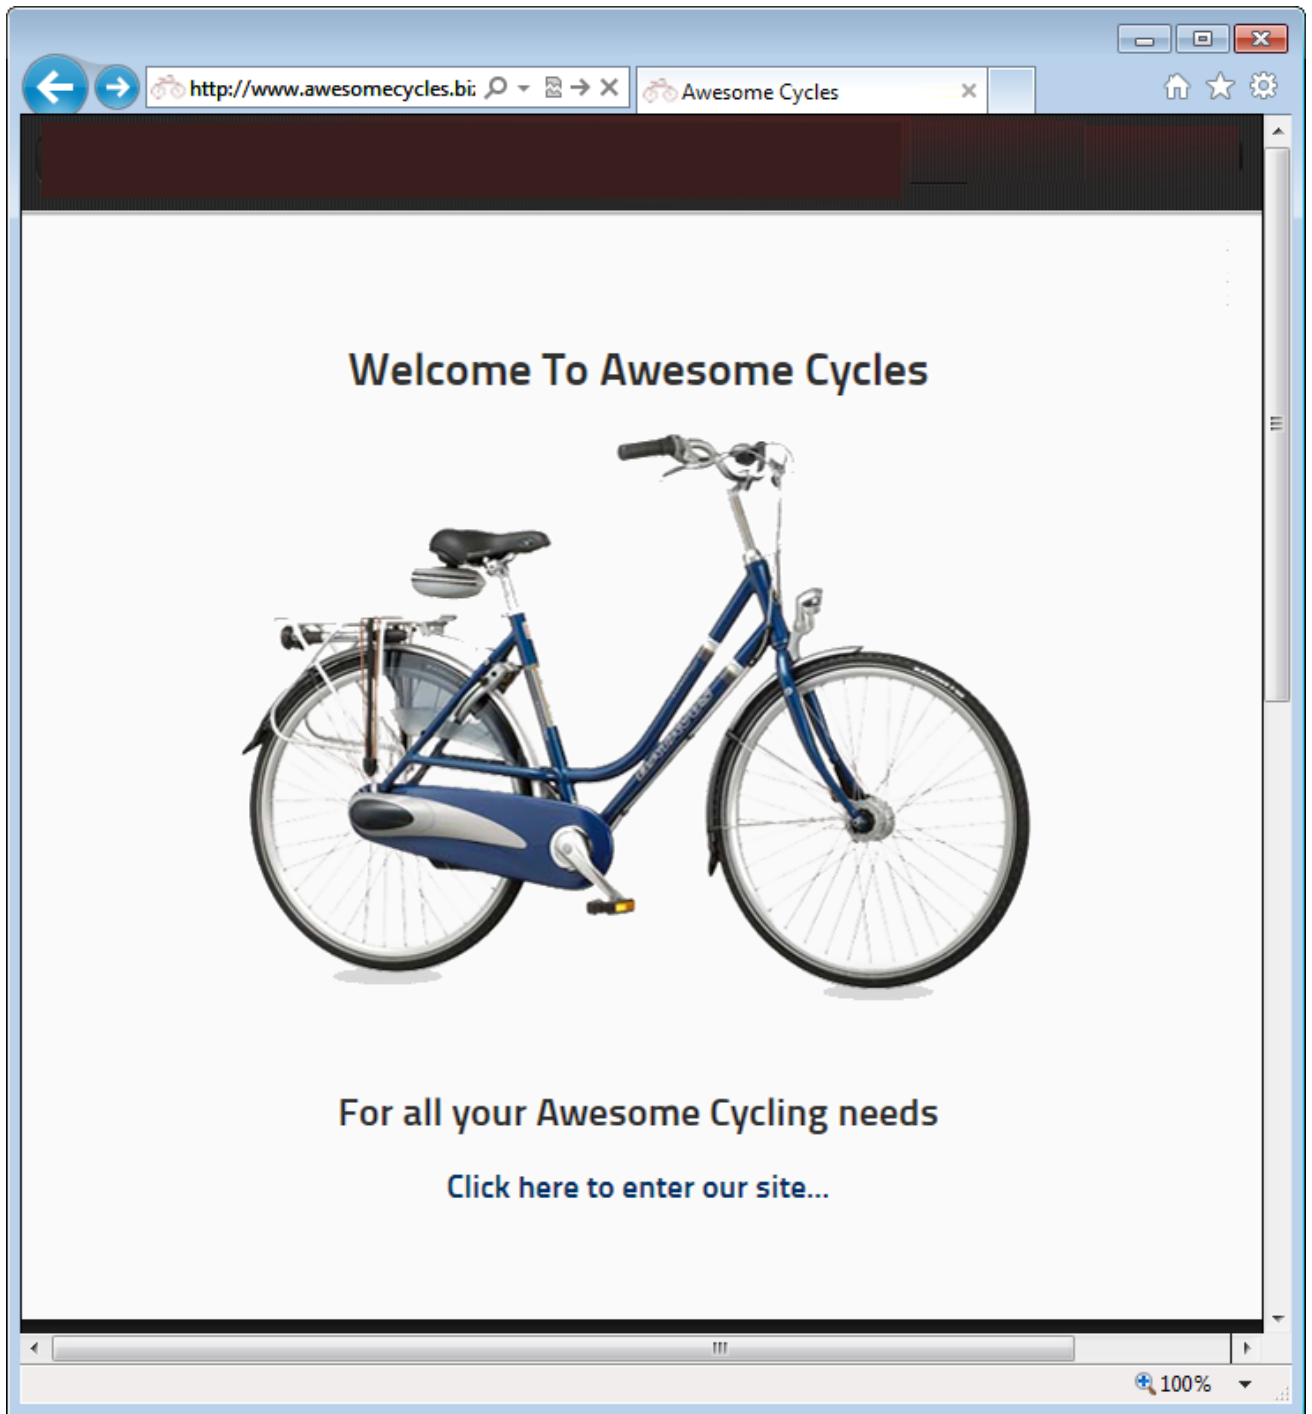 http://www.awesomecycles.bi
Awesome Cycles
Welcome To Awesome Cycles
For all your Awesome Cycling needs
Click here to enter our site...
100%